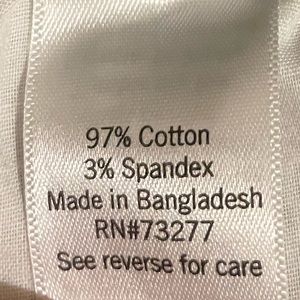 97% Cotton
3% Spandex
Made in Bangladesh
RN#73277
See reverse for care